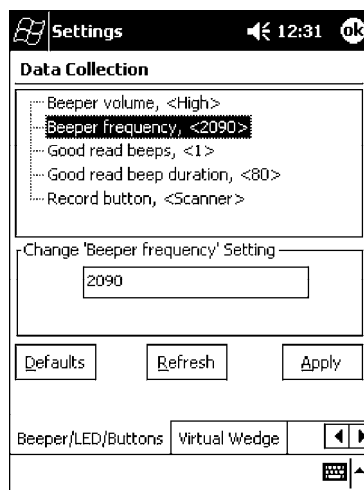 Settings 12:31 ok
Data Collection
Beeper volume, <High>
Beeper frequency, <2090>
Good read beeps, <1>
Good read beep duration, <80>
Record button, <Scanner>
Change 'Beeper frequency' Setting
2090
Defaults Refresh Apply
Beeper/LED/Buttons Virtual Wedge